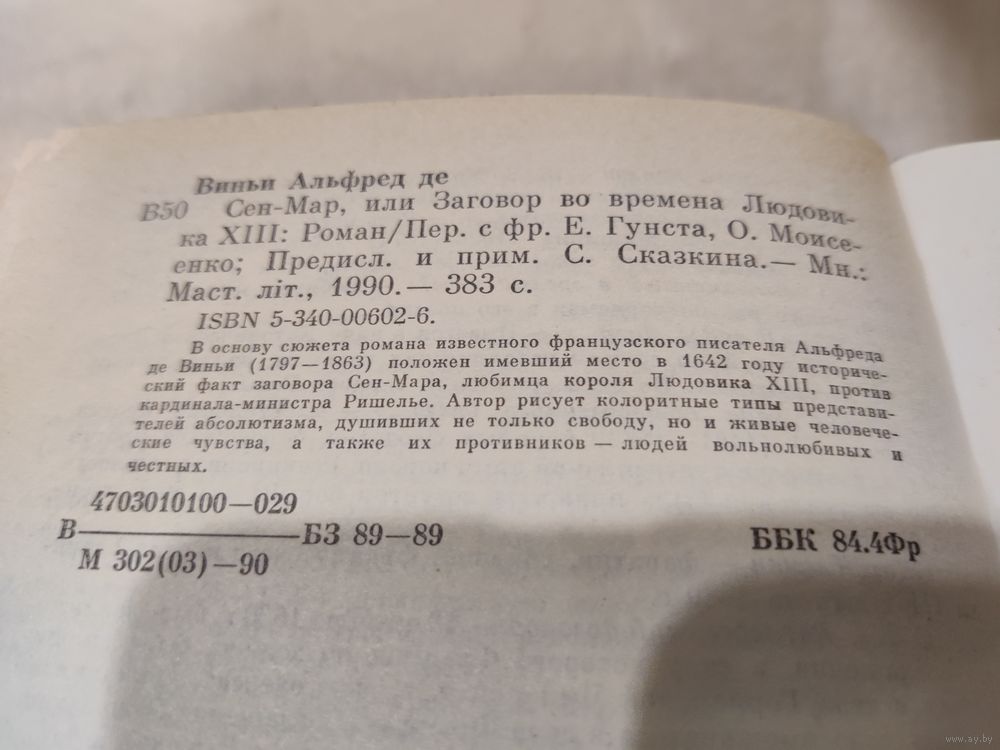 Виньи Альфред де
В50 Сен-Мар, или Заговор во времена Людови-
ка XIII: Роман/Пер. с фр. Е. Гунста, О. Моисе-
енко; Предисл. и прим. С. Сказкина.— Мн.:
Маст. літ., 1990.— 383 с.
ISBN 5-340-00602-6.
В основу сюжета романа известного французского писателя Альфреда
де Виньи (1797—1863) положен имевший место в 1642 году историче-
ский факт заговора Сен-Мара, любимца короля Людовика XIII, против
кардинала-министра Ришелье. Автор рисует колоритные типы представи-
телей абсолютизма, душивших не только свободу, но и живые человече-
ские чувства, а также их противников — людей вольнолюбивых и
честных.
4703010100—029
В————БЗ 89—89
М 302(03)—90
ББК 84.4Фр
www.ay.by